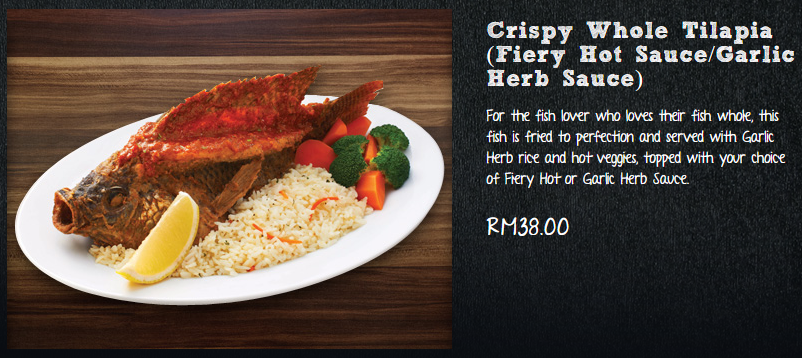 Crispy Whole Tilapia
(Fiery Hot Sauce/Garlic
Herb Sauce)
For the fish lover who loves their fish whole, this
fish is fried to perfection and served with Garlic
Herb rice and hot veggies, topped with your choice
of Fiery Hot or Garlic Herb Sauce.
RM38.00